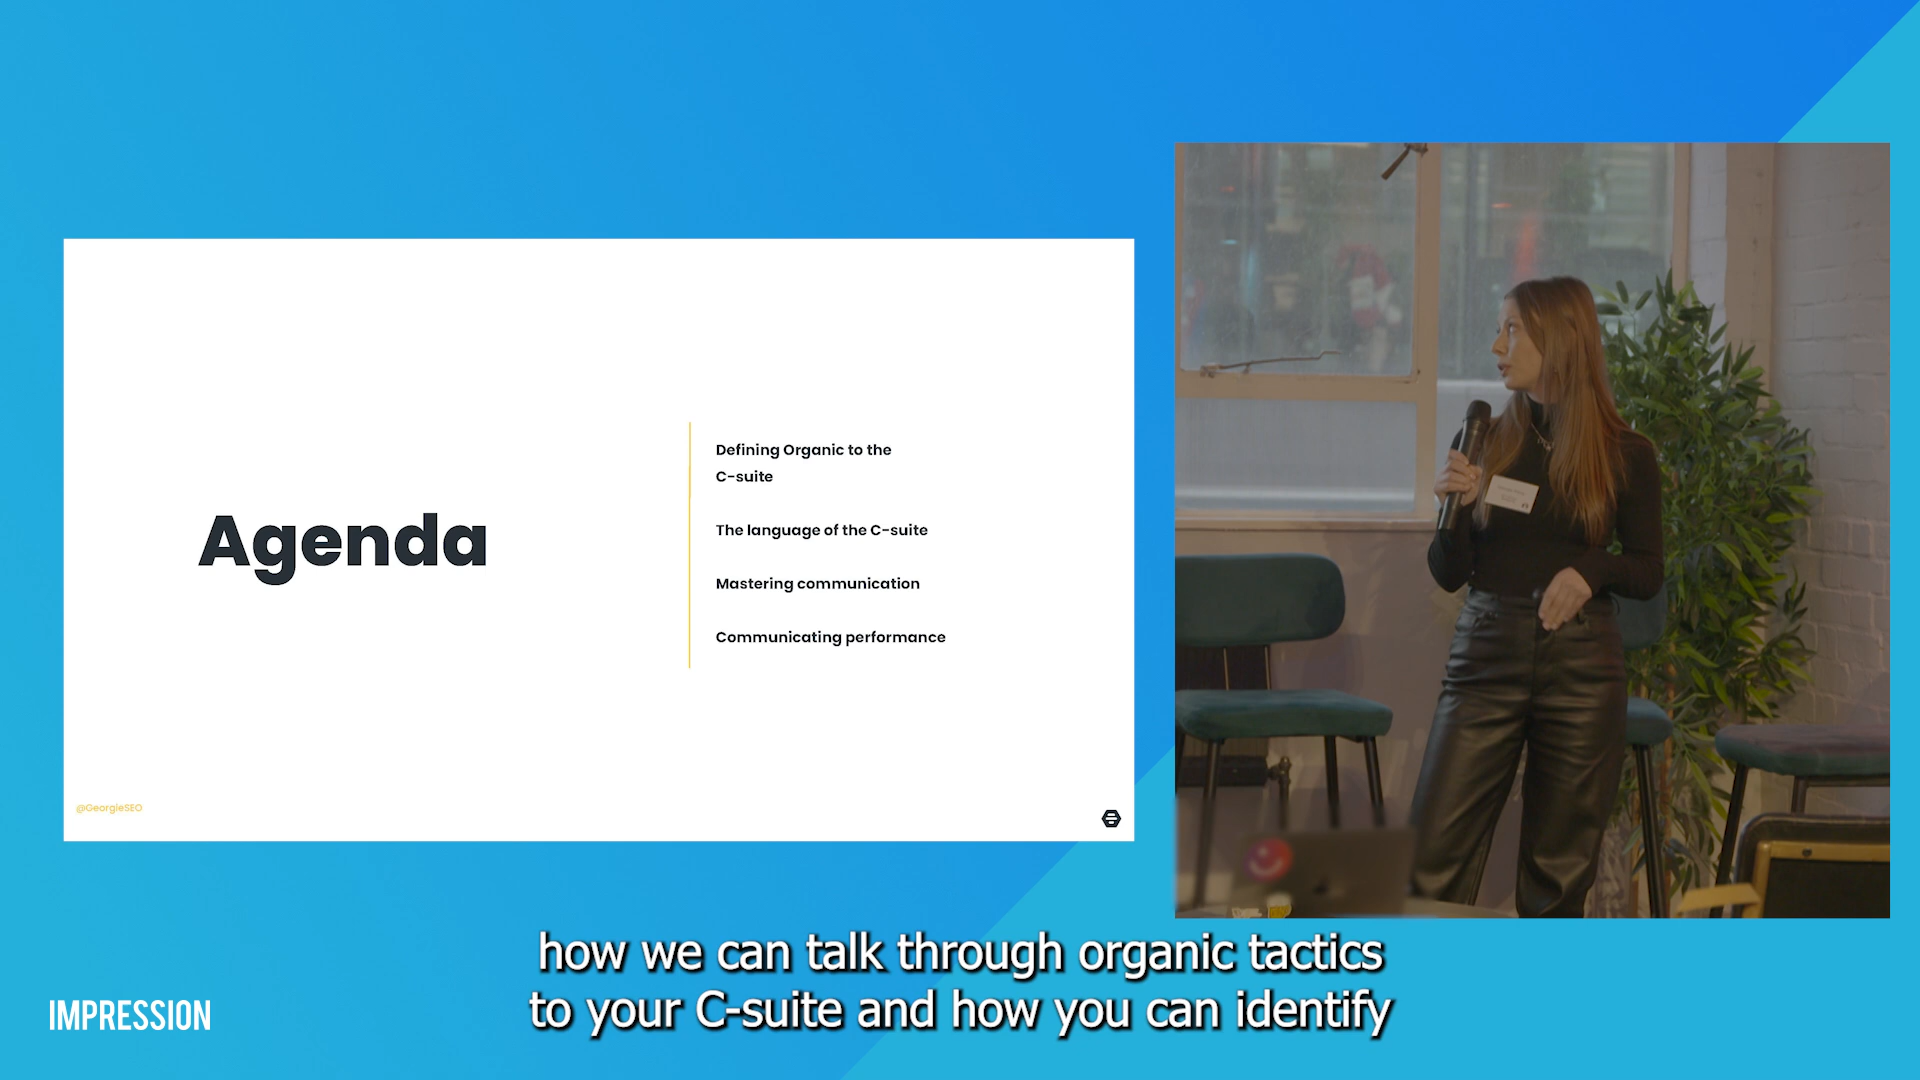 Agenda
Defining Organic to the
C-suite
The language of the C-suite
Mastering communication
Communicating performance
@GeorgieSEO
how we can talk through organic tactics
to your C-suite and how you can identify
IMPRESSION